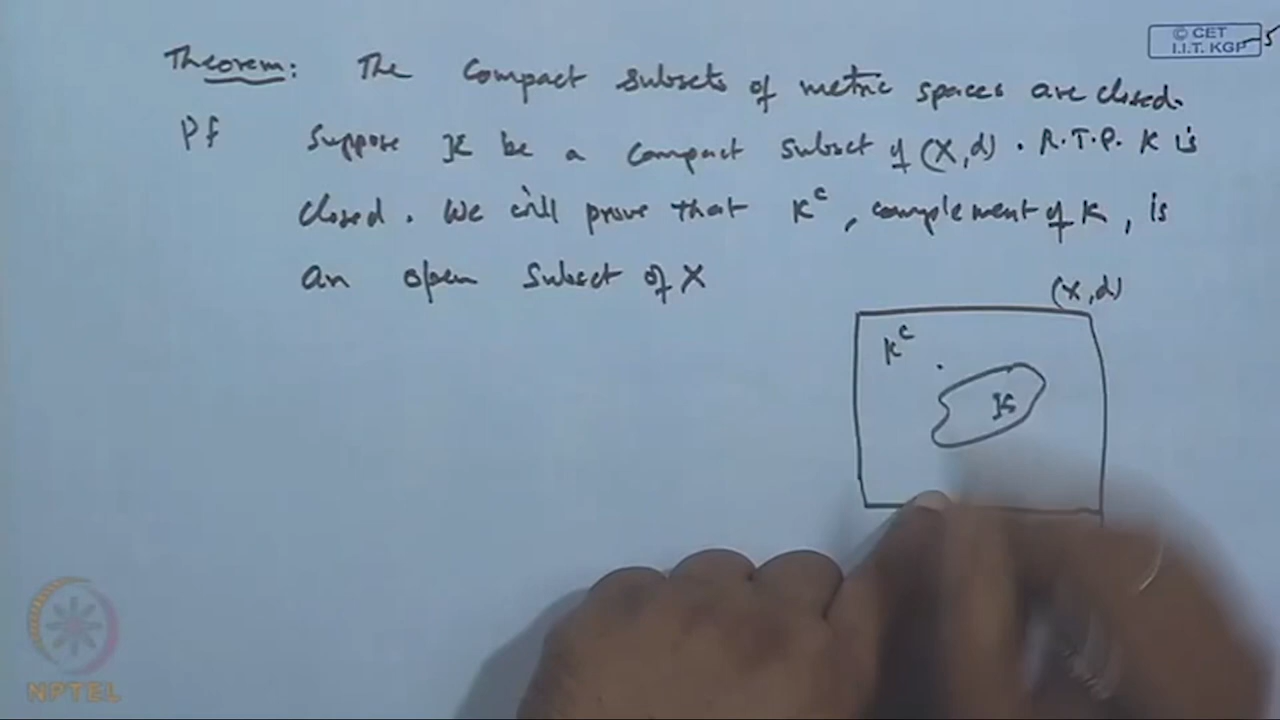 © CET
I.I.T. KGP
Theorem: The Compact subsets of metric spaces are closed.
Pf Suppose K be a compact subset of (X,d). R.T.P. K is
closed. We will prove that K^c, complement of K, is
an open subset of X
(X,d)
K^c
K
NPTEL